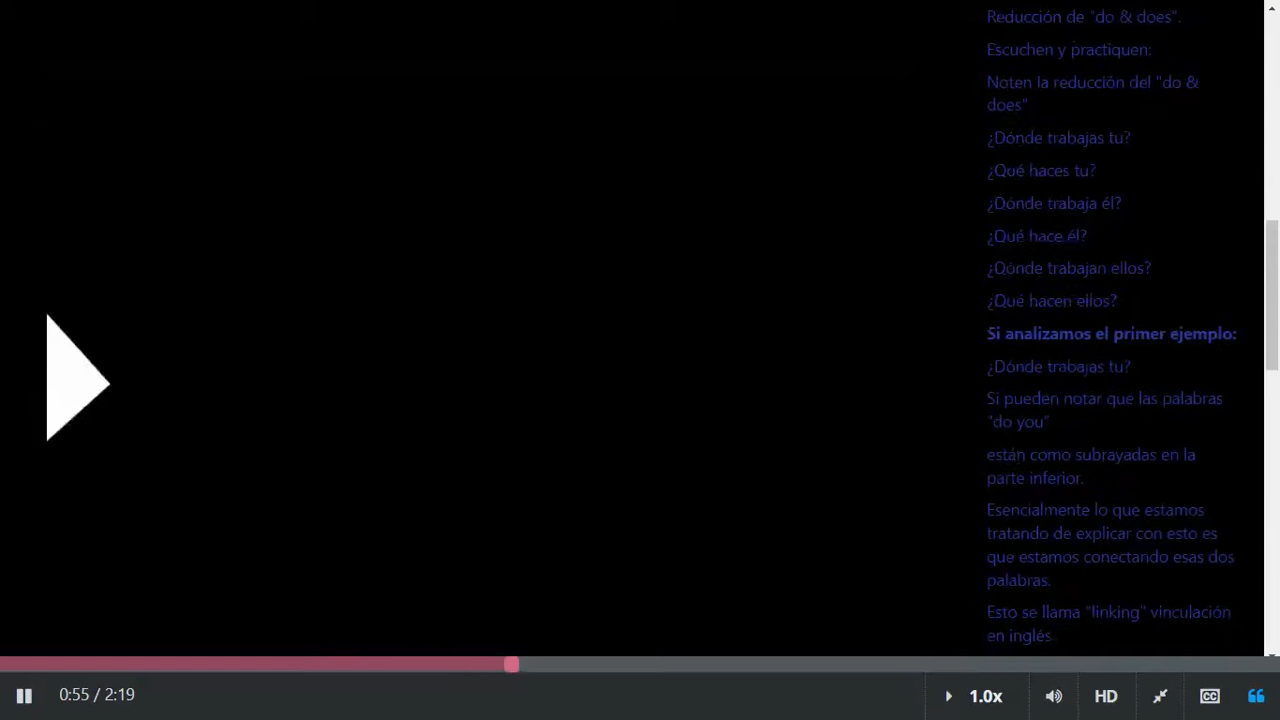 Reducción de "do & does".
Escuchen y practiquen:
Noten la reducción del "do &
does"
¿Dónde trabajas tu?
¿Qué haces tu?
¿Dónde trabaja él?
¿Qué hace él?
¿Dónde trabajan ellos?
¿Qué hacen ellos?
Si analizamos el primer ejemplo:
¿Dónde trabajas tu?
Si pueden notar que las palabras
"do you"
están como subrayadas en la
parte inferior.
Esencialmente lo que estamos
tratando de explicar con esto es
que estamos conectando esas dos
palabras.
Esto se llama "linking" vinculación
en inglés
0:55 / 2:19
1.0x
HD
CC